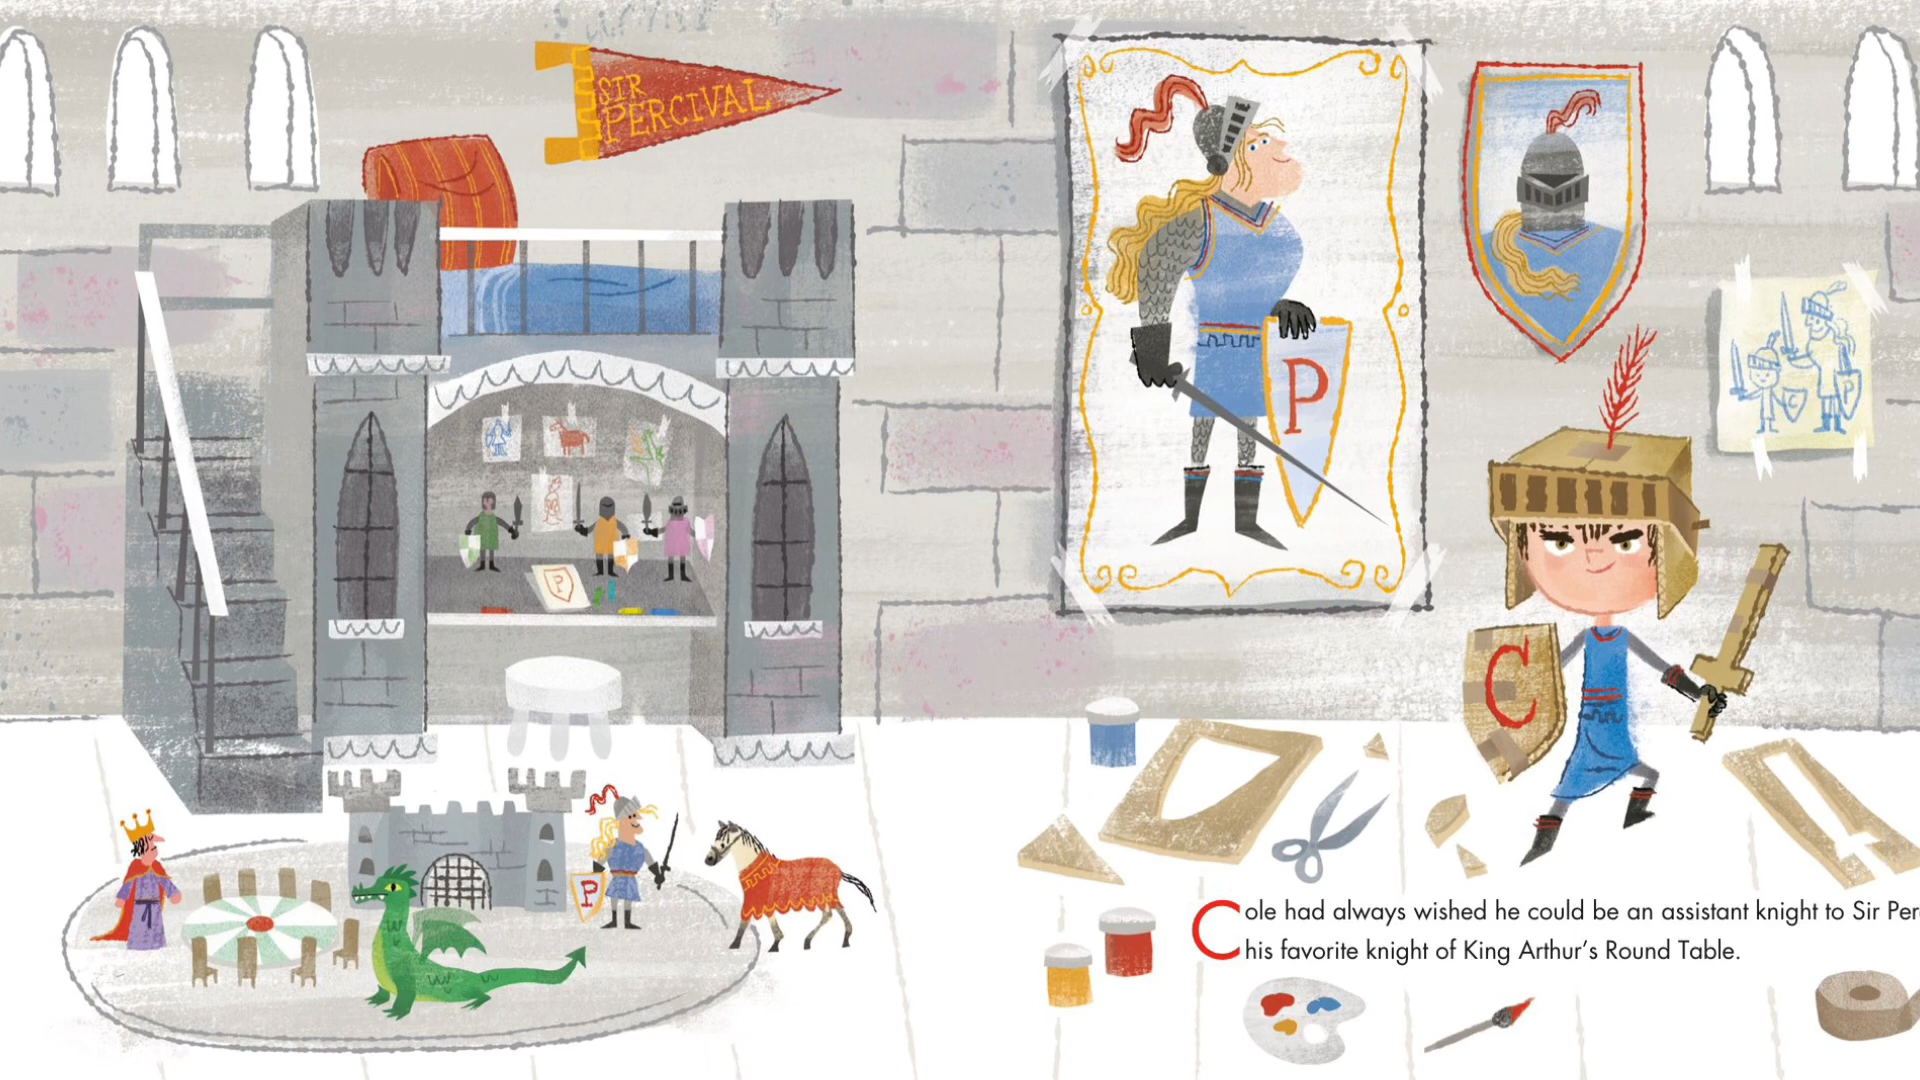 SIR
PERCIVAL
P
P
C
P
C
P
Cole had always wished he could be an assistant knight to Sir Per
his favorite knight of King Arthur's Round Table.